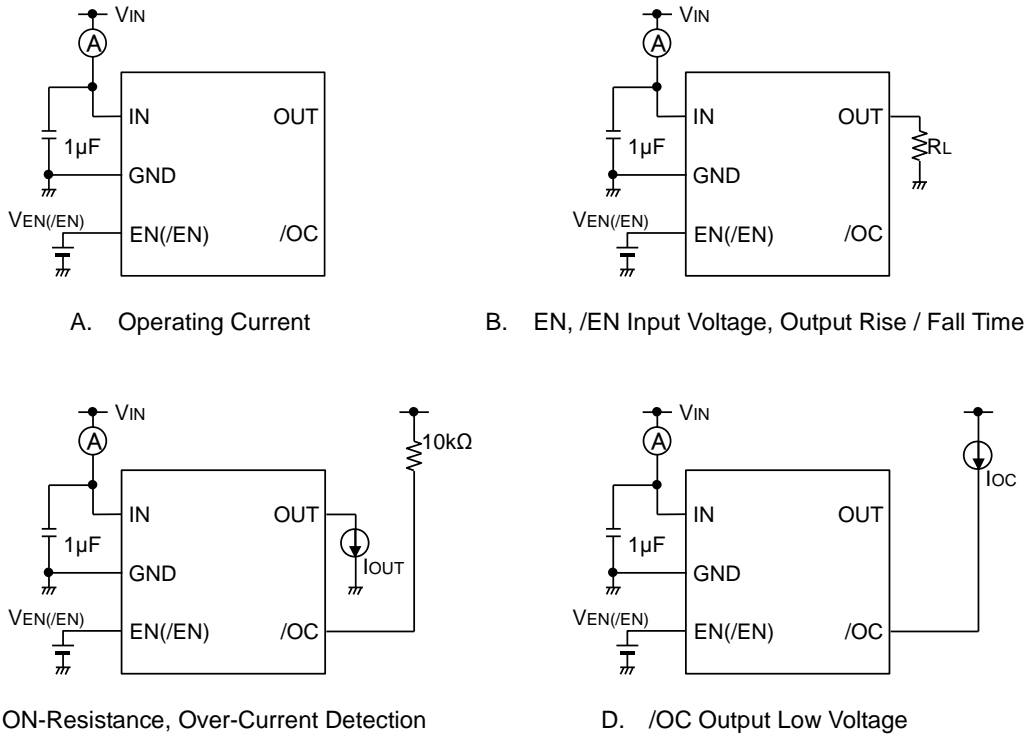 VIN
A
IN OUT
1µF
GND
VEN(/EN)
EN(/EN) /OC
A. Operating Current
VIN
A
IN OUT
1µF
RL
GND
VEN(/EN)
EN(/EN) /OC
B. EN, /EN Input Voltage, Output Rise / Fall Time
VIN
A
10kΩ
IN OUT
1µF
IOUT
GND
VEN(/EN)
EN(/EN) /OC
ON-Resistance, Over-Current Detection
VIN
A
IOC
IN OUT
1µF
GND
VEN(/EN)
EN(/EN) /OC
D. /OC Output Low Voltage